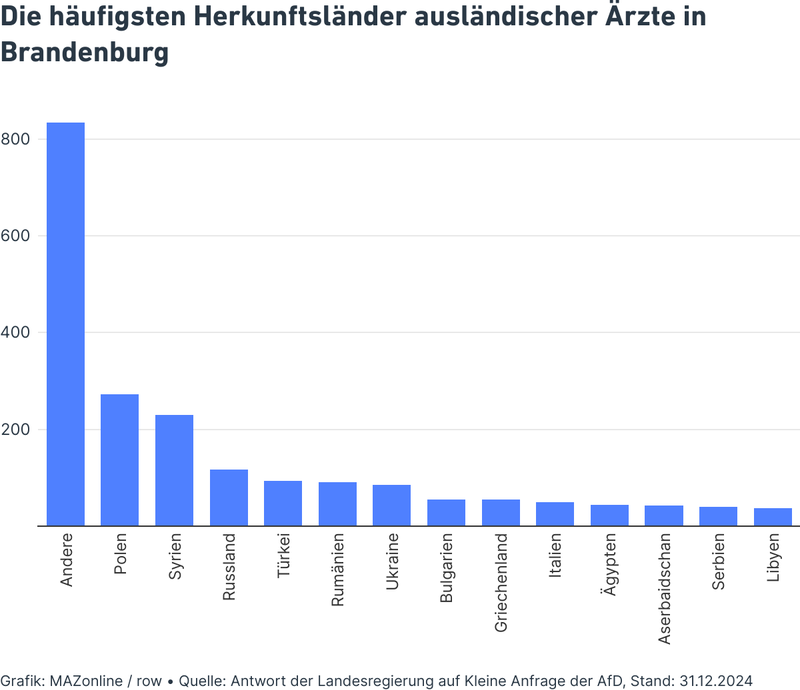 Die häufigsten Herkunftsländer ausländischer Ärzte in
Brandenburg
800
600
400
200
Andere
Polen
Syrien
Russland
Türkei
Rumänien
Ukraine
Bulgarien
Griechenland
Italien
Ägypten
Aserbaidschan
Serbien
Libyen
Grafik: MAZonline / row • Quelle: Antwort der Landesregierung auf Kleine Anfrage der AfD, Stand: 31.12.2024